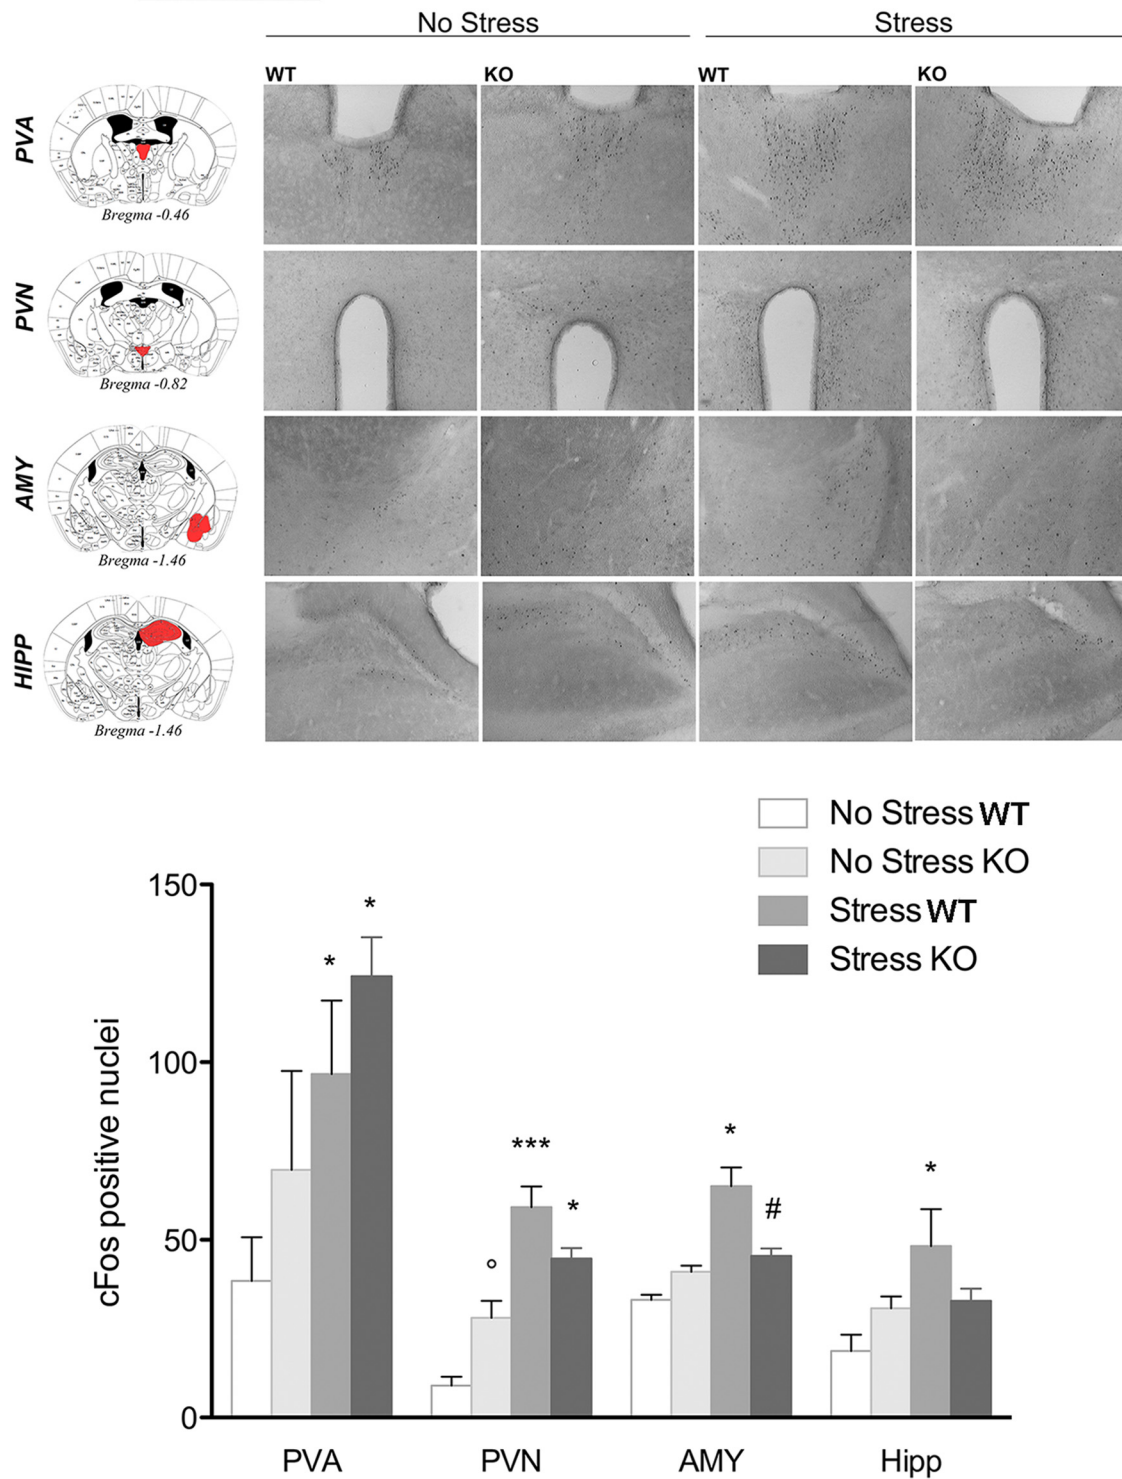 No Stress
Stress
WT
KO
WT
KO
PVA
Bregma -0.46
PVN
Bregma -0.82
AMY
Bregma -1.46
HIPP
Bregma -1.46
No Stress WT
No Stress KO
Stress WT
Stress KO
cFos positive nuclei
150
100
50
0
*
*
°
***
*
*
#
*
PVA
PVN
AMY
Hipp